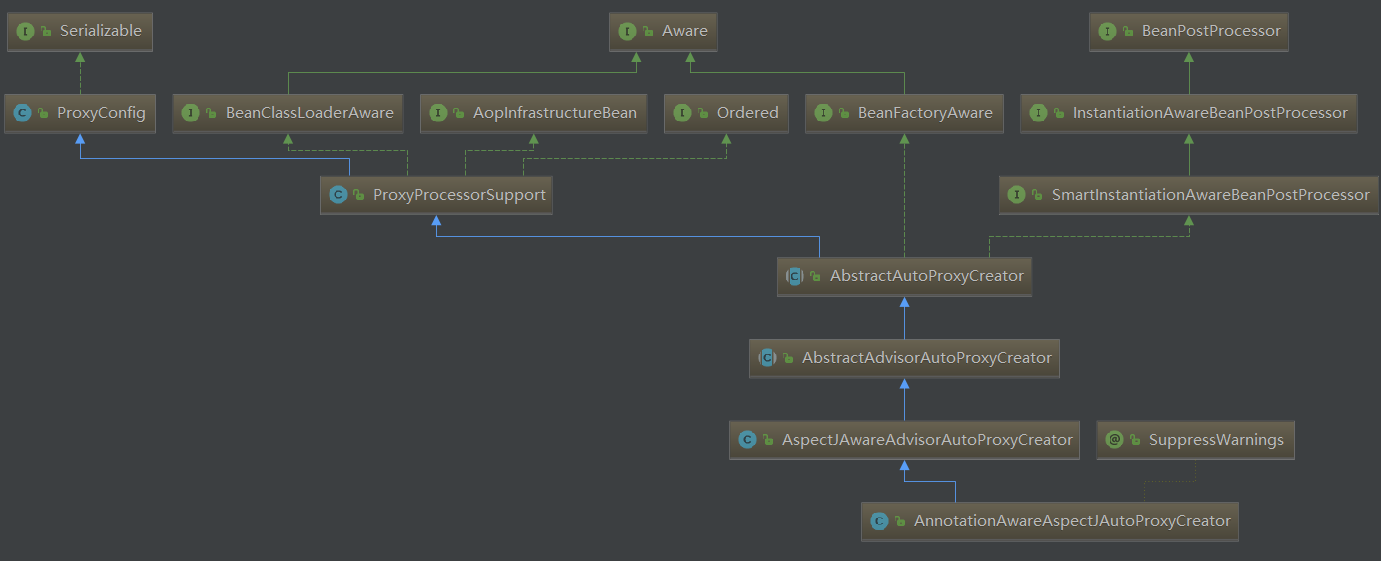 Serializable
Aware
BeanPostProcessor
ProxyConfig
BeanClassLoaderAware
AopInfrastructureBean
Ordered
BeanFactoryAware
InstantiationAwareBeanPostProcessor
ProxyProcessorSupport
SmartInstantiationAwareBeanPostProcessor
AbstractAutoProxyCreator
AbstractAdvisorAutoProxyCreator
AspectJAwareAdvisorAutoProxyCreator
SuppressWarnings
AnnotationAwareAspectJAutoProxyCreator